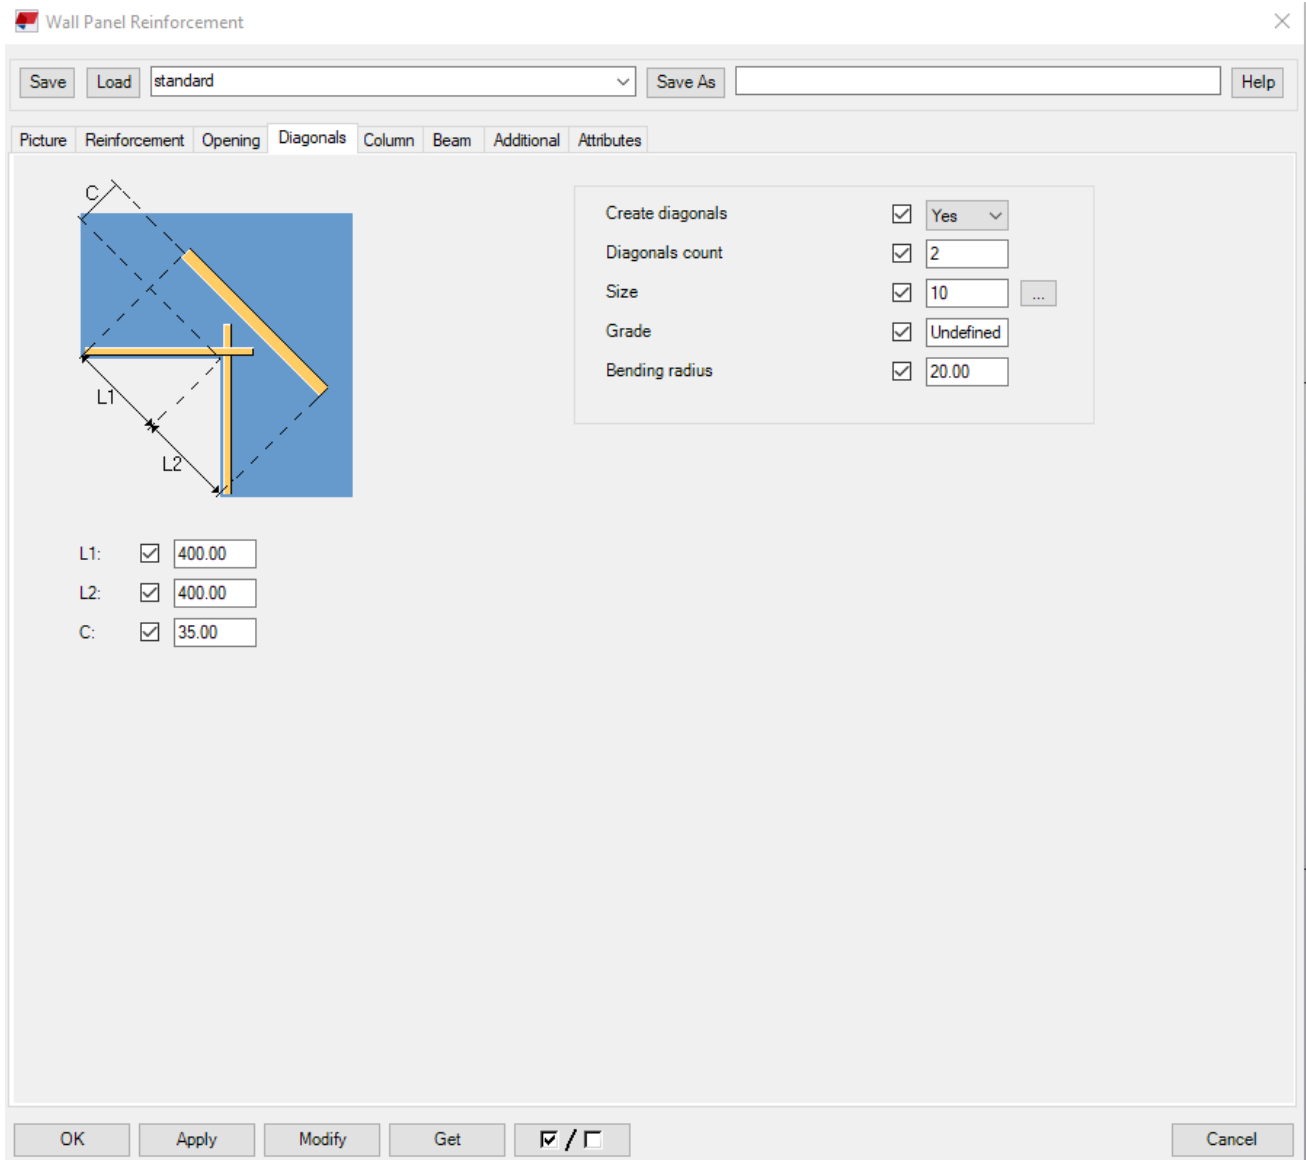 Wall Panel Reinforcement
Save Load standard Save As Help
Picture Reinforcement Opening Diagonals Column Beam Additional Attributes
C
L1
L2
Create diagonals Yes
Diagonals count 2
Size 10 ...
Grade Undefined
Bending radius 20.00
L1: 400.00
L2: 400.00
C: 35.00
OK Apply Modify Get / Cancel